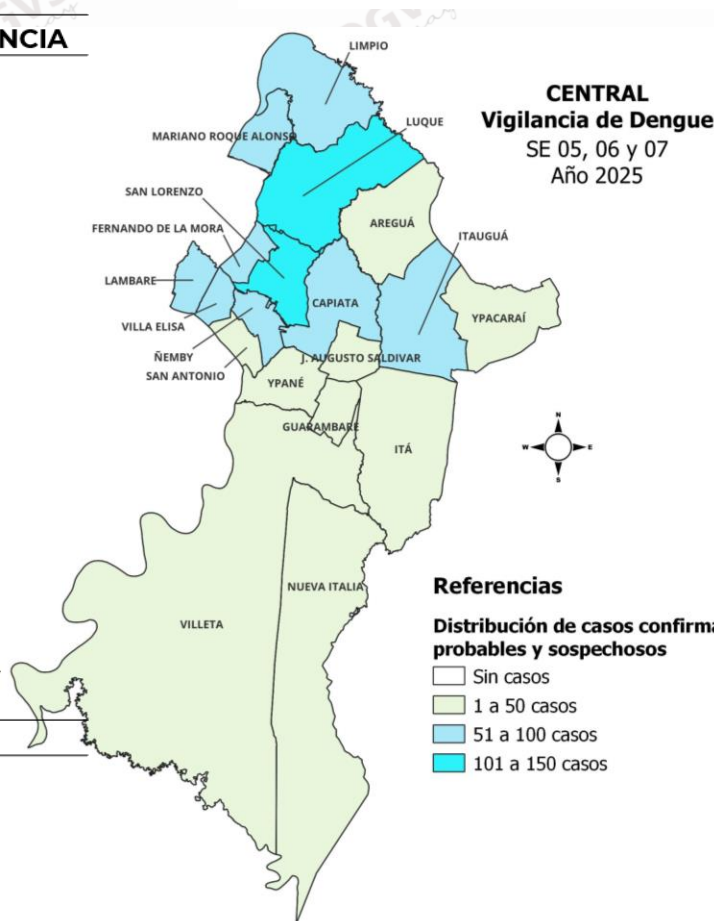 NCIA
CENTRAL
Vigilancia de Dengue
SE 05, 06 y 07
Año 2025
LIMPIO
LUQUE
MARIANO ROQUE ALONSO
SAN LORENZO
AREGUÁ
FERNANDO DE LA MORA
ITAUGUÁ
LAMBARE
CAPIATA
YPACARAÍ
VILLA ELISA
ÑEMBY
J. AUGUSTO SALDIVAR
SAN ANTONIO
YPANÉ
GUARAMBARÉ
ITÁ
N
W E
S
NUEVA ITALIA
VILLETA
Referencias
Distribución de casos confirma
probables y sospechosos
Sin casos
1 a 50 casos
51 a 100 casos
101 a 150 casos